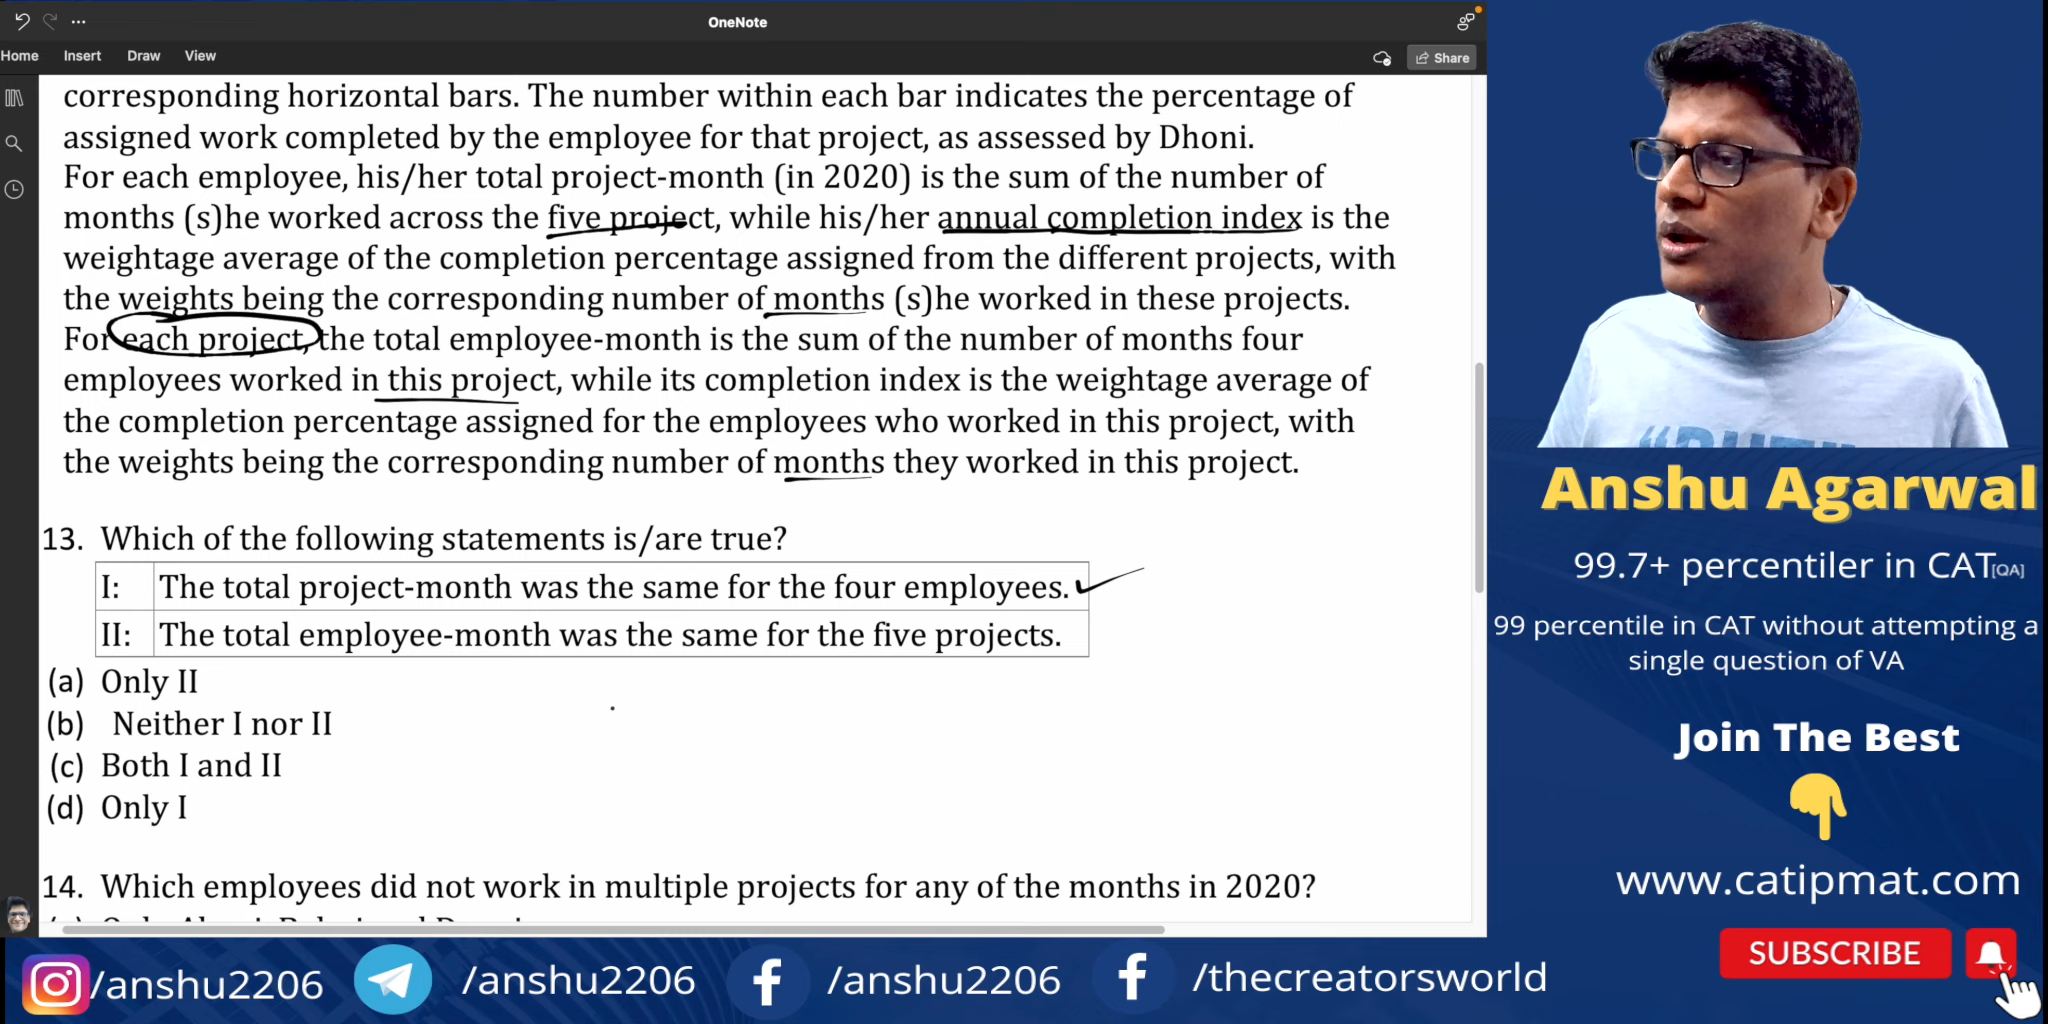 OneNote
Home Insert Draw View
Share
corresponding horizontal bars. The number within each bar indicates the percentage of
assigned work completed by the employee for that project, as assessed by Dhoni.
For each employee, his/her total project-month (in 2020) is the sum of the number of
months (s)he worked across the five project, while his/her annual completion index is the
weightage average of the completion percentage assigned from the different projects, with
the weights being the corresponding number of months (s)he worked in these projects.
For each project, the total employee-month is the sum of the number of months four
employees worked in this project, while its completion index is the weightage average of
the completion percentage assigned for the employees who worked in this project, with
the weights being the corresponding number of months they worked in this project.
13. Which of the following statements is/are true?
I: The total project-month was the same for the four employees.
II: The total employee-month was the same for the five projects.
(a) Only II
(b) Neither I nor II
(c) Both I and II
(d) Only I
14. Which employees did not work in multiple projects for any of the months in 2020?
Anshu Agarwal
99.7+ percentiler in CAT[QA]
99 percentile in CAT without attempting a
single question of VA
Join The Best
www.catipmat.com
SUBSCRIBE
/anshu2206 /anshu2206 /anshu2206 /thecreatorsworld